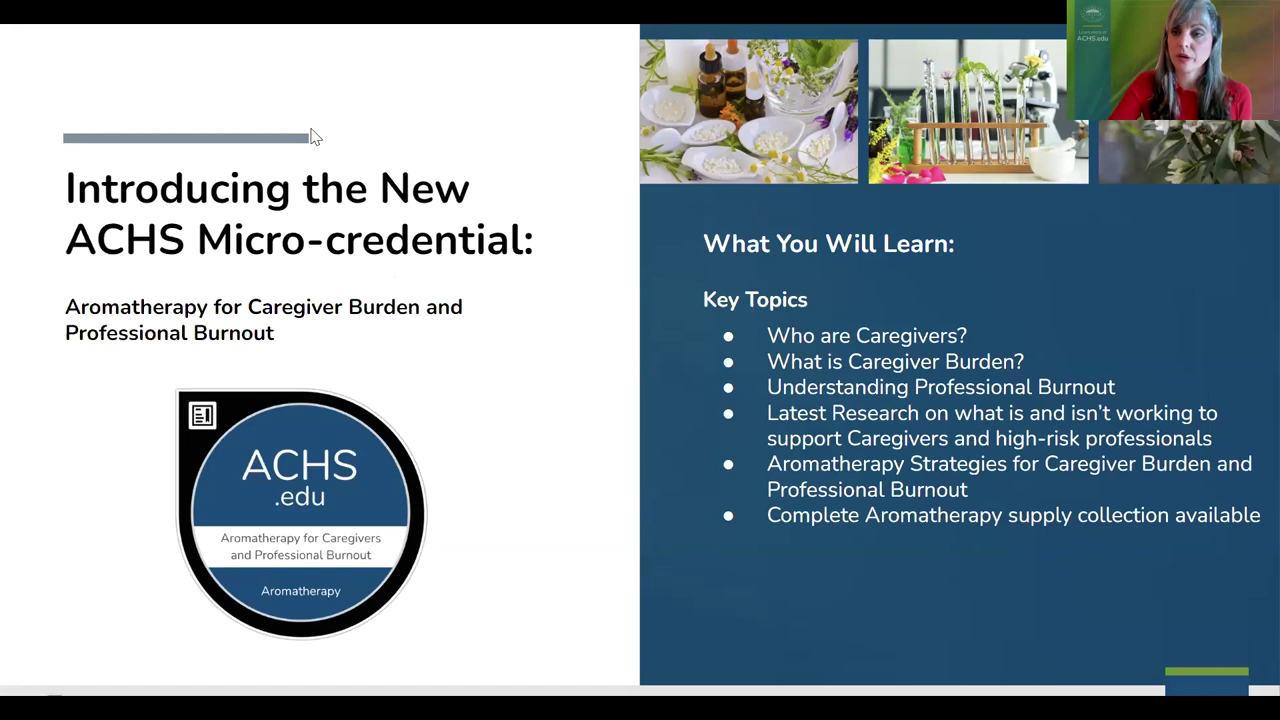 Introducing the New
ACHS Micro-credential:
Aromatherapy for Caregiver Burden and
Professional Burnout
ACHS
.edu
Aromatherapy for Caregivers
and Professional Burnout
Aromatherapy
ACHS.edu
What You Will Learn:
Key Topics
● Who are Caregivers?
● What is Caregiver Burden?
● Understanding Professional Burnout
● Latest Research on what is and isn't working to
support Caregivers and high-risk professionals
● Aromatherapy Strategies for Caregiver Burden and
Professional Burnout
● Complete Aromatherapy supply collection available